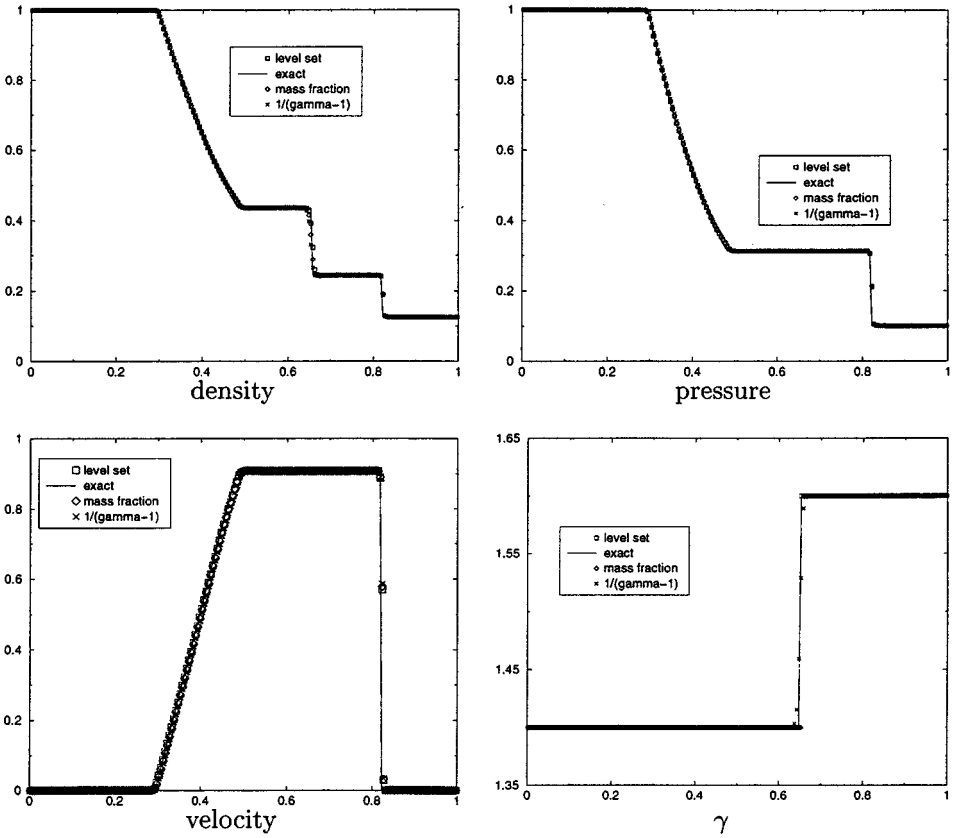 1
0.8
0.6
0.4
0.2
0
0 0.2 0.4 0.6 0.8 1
level set
exact
mass fraction
1/(gamma−1)
density
1
0.8
0.6
0.4
0.2
0
0 0.2 0.4 0.6 0.8 1
level set
exact
mass fraction
1/(gamma−1)
pressure
1
0.8
0.6
0.4
0.2
0
0 0.2 0.4 0.6 0.8 1
level set
exact
mass fraction
1/(gamma−1)
velocity
1.65
1.55
1.45
1.35
0 0.2 0.4 0.6 0.8 1
level set
exact
mass fraction
1/(gamma−1)
γ